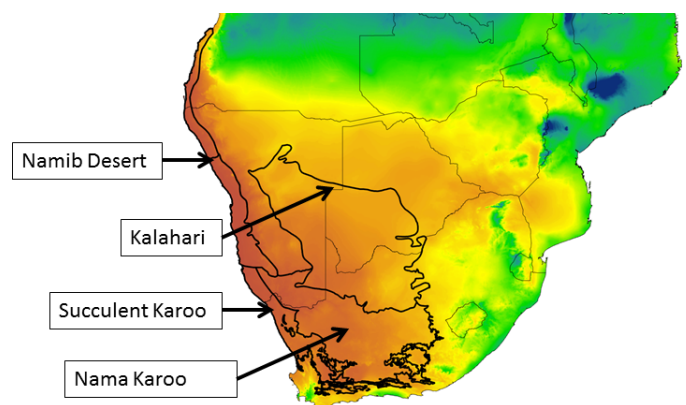 Namib Desert
Kalahari
Succulent Karoo
Nama Karoo